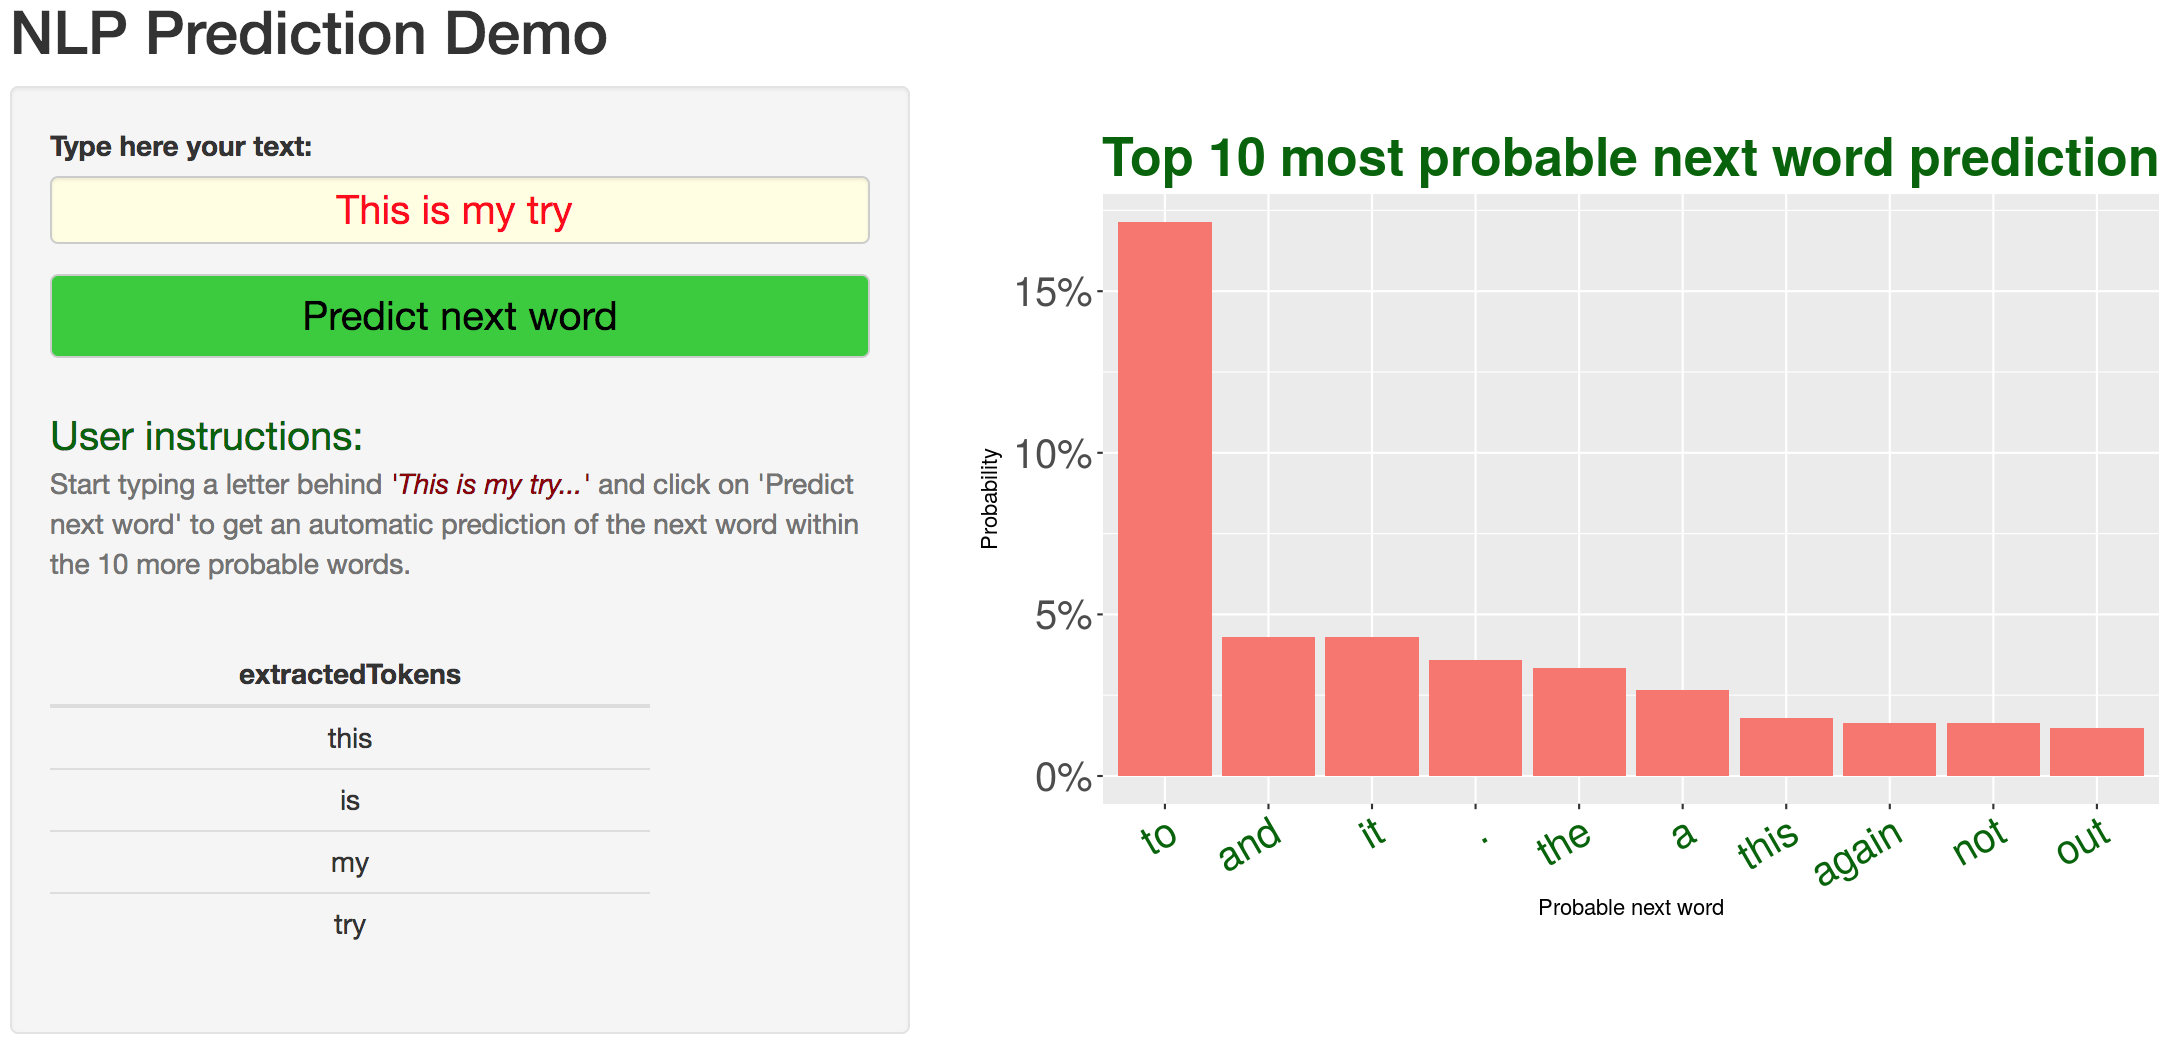 NLP Prediction Demo
Type here your text:
This is my try
Predict next word
User instructions:
Start typing a letter behind 'This is my try...' and click on 'Predict
next word' to get an automatic prediction of the next word within
the 10 more probable words.
extractedTokens
this
is
my
try
Top 10 most probable next word prediction
Probability
15%
10%
5%
0%
to and it . the a this again not out
Probable next word